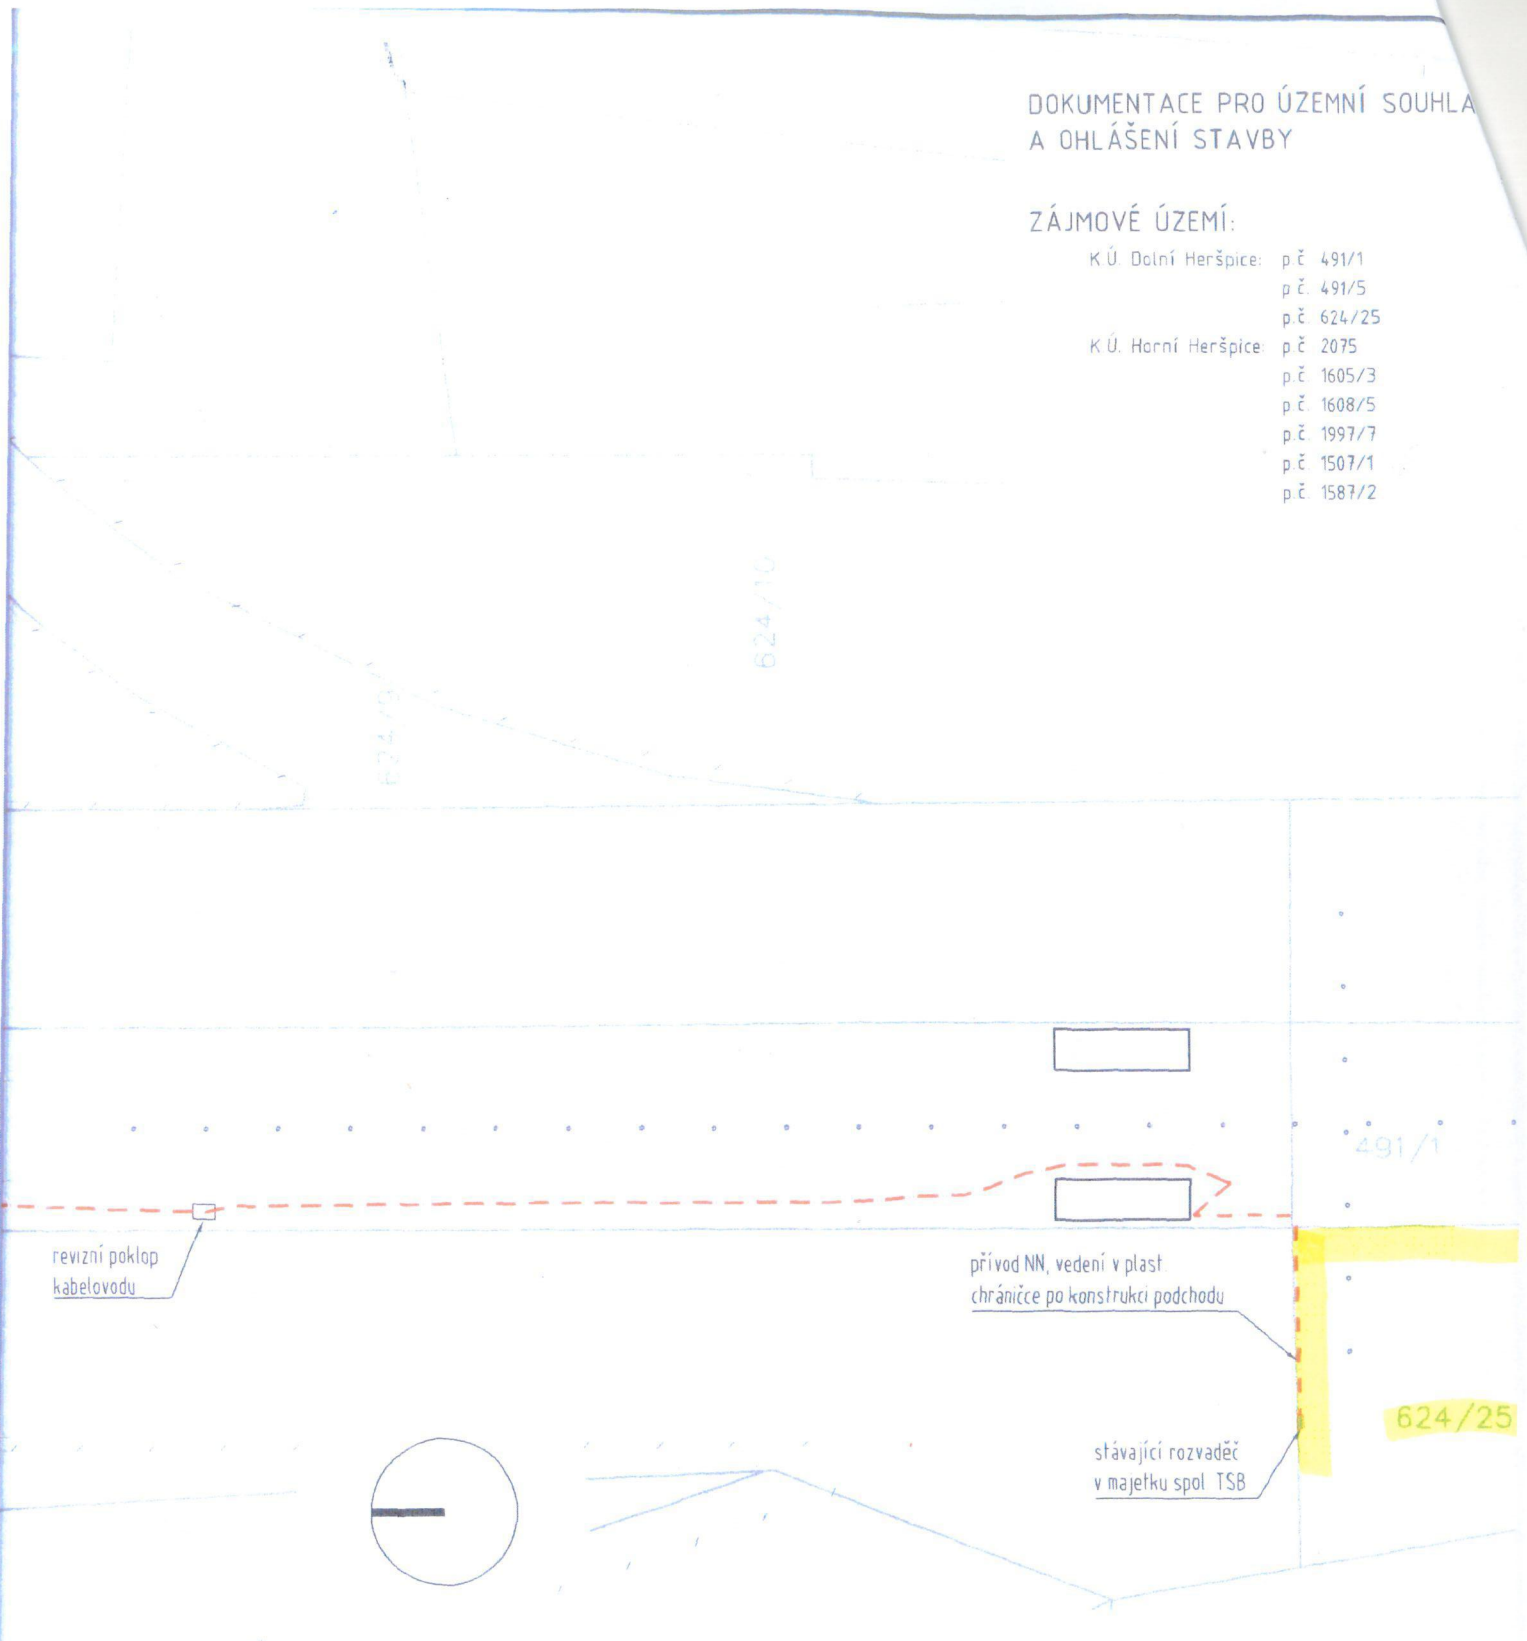 DOKUMENTACE PRO ÚZEMNÍ SOUHLA
A OHLÁŠENÍ STAVBY
ZÁJMOVÉ ÚZEMÍ:
K.Ú. Dolní Heršpice: p.č. 491/1
p.č. 491/5
p.č. 624/25
K.Ú. Horní Heršpice: p.č. 2075
p.č. 1605/3
p.č. 1608/5
p.č. 1997/7
p.č. 1507/1
p.č. 1587/2
624/10
491/1
revizní poklop
kabelovodu
přívod NN, vedení v plast.
chráničce po konstrukci podchodu
624/25
stávající rozvaděč
v majetku spol. TSB